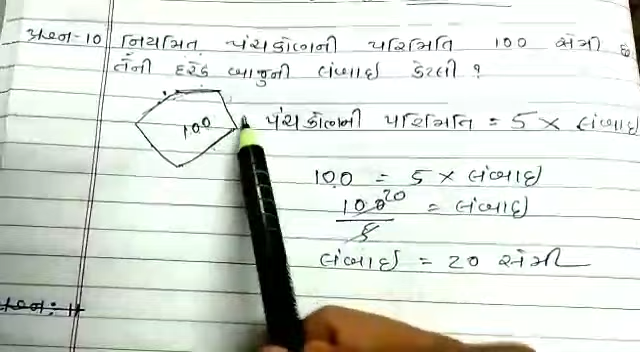 પ્રશ્ન-10 નિયમિત પંચકોણની પરિમિતિ 100 સેમી છે
તેની દરેક બાજુની લંબાઈ કેટલી ?
100
પંચકોણની પરિમિતિ = 5 × લંબાઈ
100 = 5 × લંબાઈ
100 20 = લંબાઈ
5
લંબાઈ = 20 સેમી
પ્રશ્ન: 11